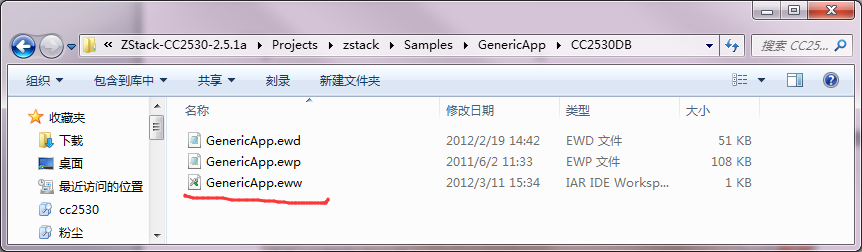 « ZStack-CC2530-2.5.1a ▸ Projects ▸ zstack ▸ Samples ▸ GenericApp ▸ CC2530DB
搜索 CC25...
组织 包含到库中 共享 刻录 新建文件夹
收藏夹
下载
桌面
最近访问的位置
cc2530
粉尘
名称 修改日期 类型 大小
GenericApp.ewd 2012/2/19 14:42 EWD 文件 51 KB
GenericApp.ewp 2011/6/2 11:33 EWP 文件 108 KB
GenericApp.eww 2012/3/11 15:34 IAR IDE Worksp... 1 KB